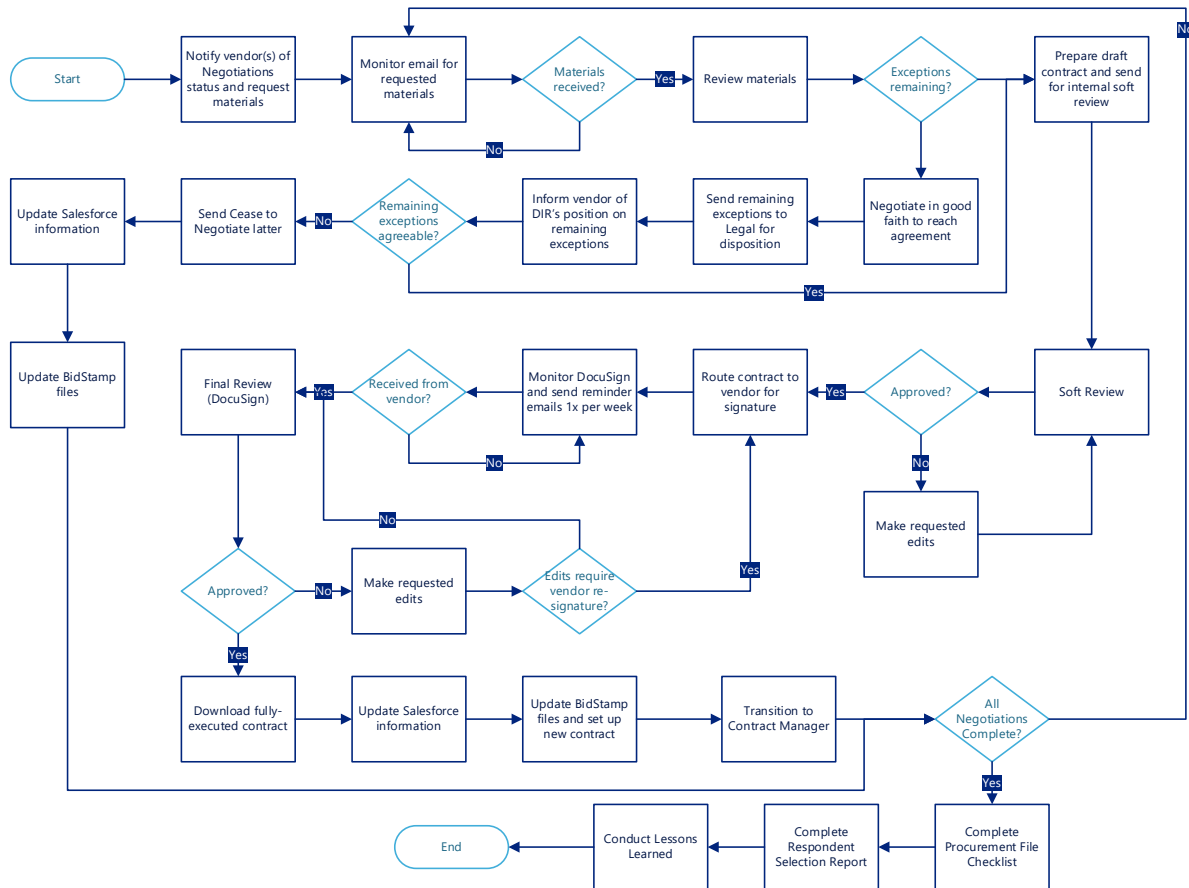 No
Start
Notify vendor(s) of
Negotiations
status and request
materials
Monitor email for
requested
materials
Materials
received?
Yes
Review materials
Exceptions
remaining?
Prepare draft
contract and send
for internal soft
review
No
Update Salesforce
information
Send Cease to
Negotiate latter
No
Remaining
exceptions
agreeable?
Inform vendor of
DIR's position on
remaining
exceptions
Send remaining
exceptions to
Legal for
disposition
Negotiate in good
faith to reach
agreement
Yes
Update BidStamp
files
Final Review
(DocuSign)
Yes
Received from
vendor?
Monitor DocuSign
and send reminder
emails 1x per week
Route contract to
vendor for
signature
Yes
Approved?
Soft Review
No
No
Make requested
edits
No
Approved?
No
Make requested
edits
Edits require
vendor re-
signature?
Yes
Yes
Download fully-
executed contract
Update Salesforce
information
Update BidStamp
files and set up
new contract
Transition to
Contract Manager
All
Negotiations
Complete?
Yes
End
Conduct Lessons
Learned
Complete
Respondent
Selection Report
Complete
Procurement File
Checklist